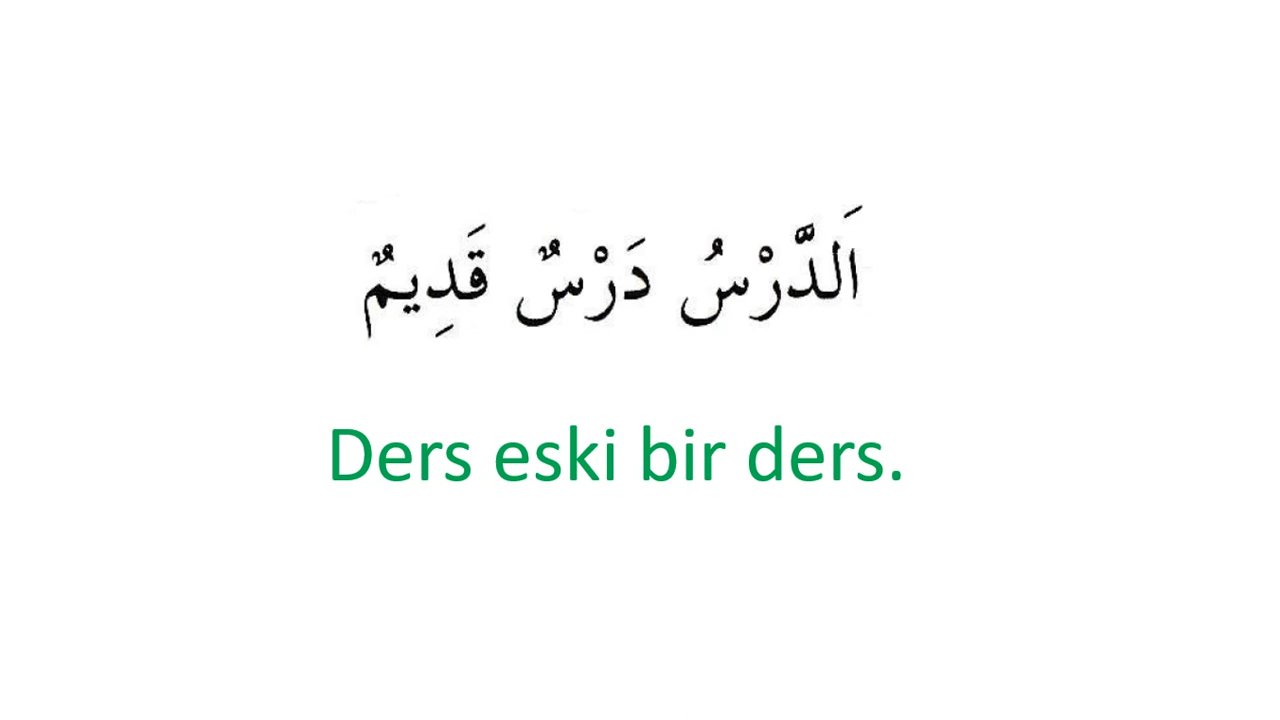 اَلدَّرْسُ دَرْسٌ قَدِيمٌ
Ders eski bir ders.